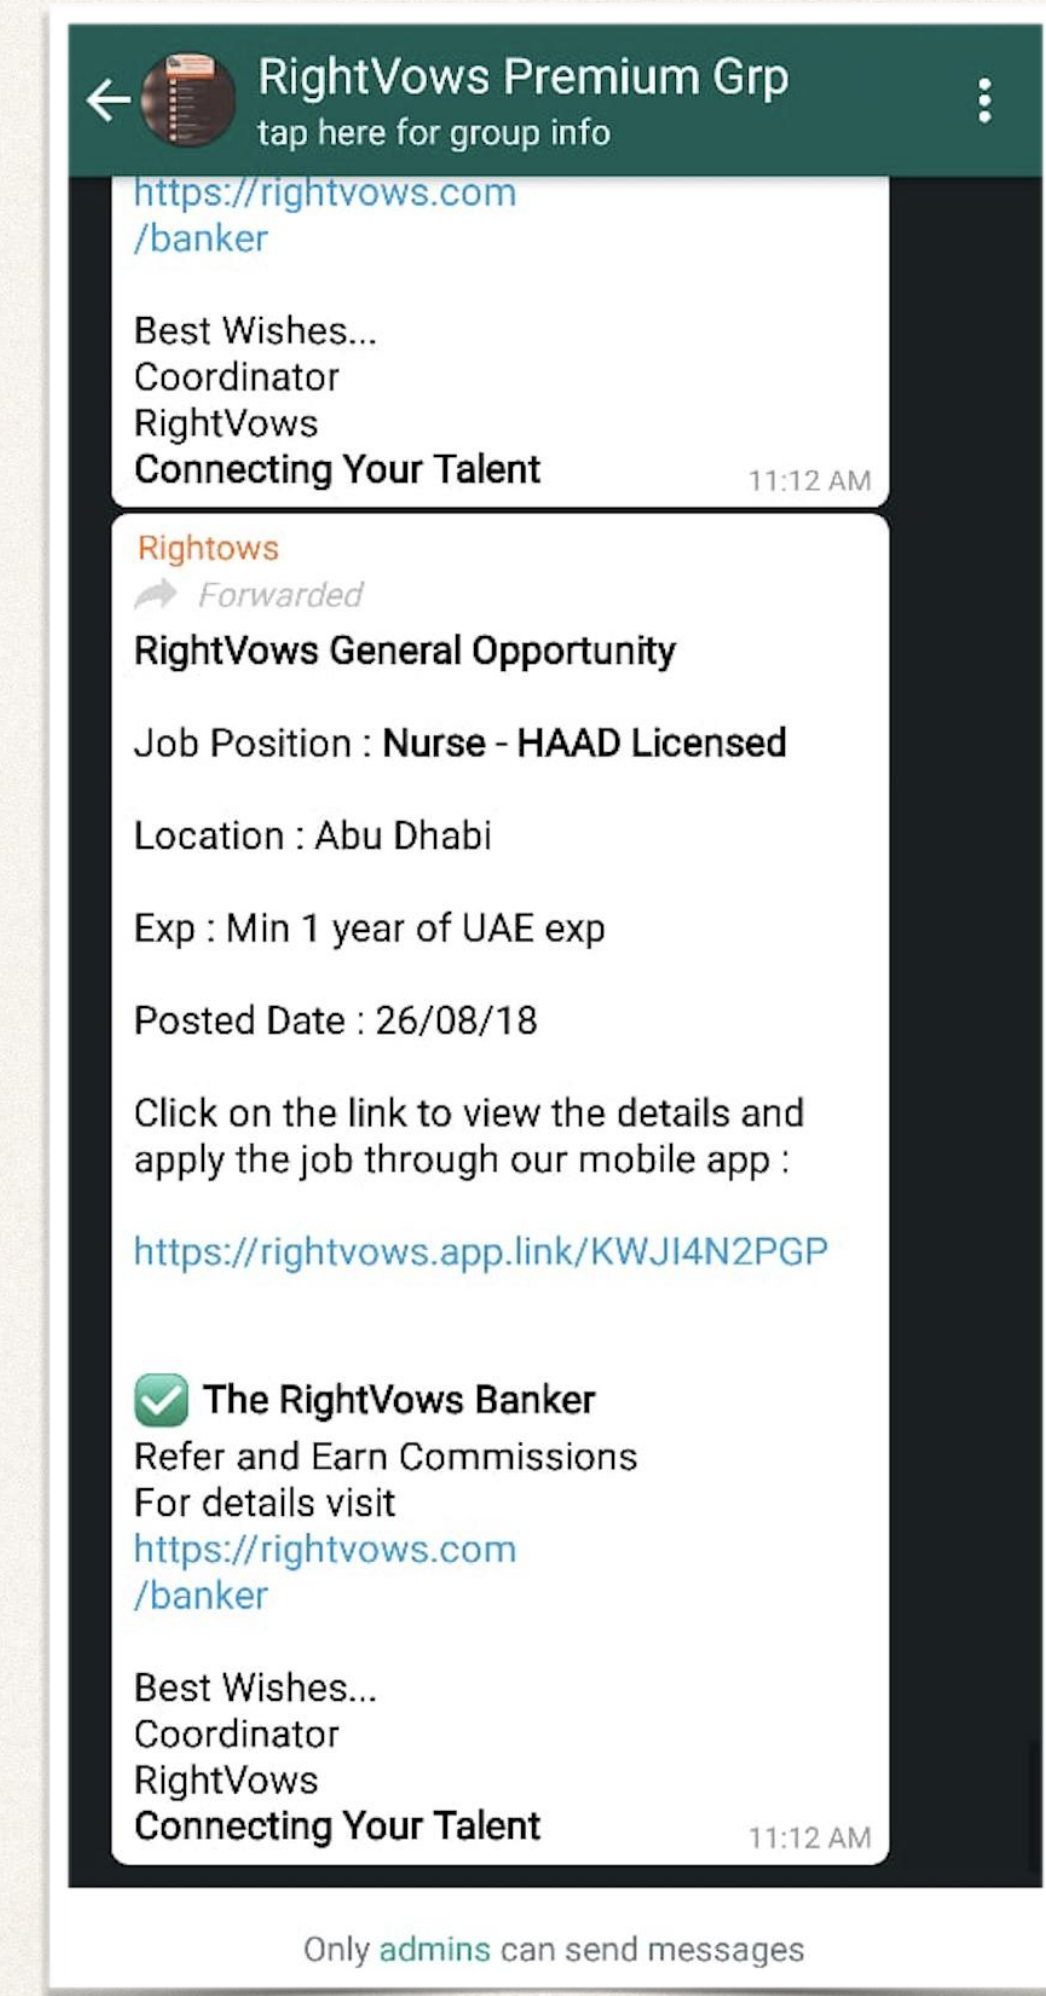 RightVows Premium Grp
tap here for group info
https://rightvows.com
/banker
Best Wishes...
Coordinator
RightVows
Connecting Your Talent
11:12 AM
Rightows
Forwarded
RightVows General Opportunity
Job Position : Nurse - HAAD Licensed
Location : Abu Dhabi
Exp : Min 1 year of UAE exp
Posted Date : 26/08/18
Click on the link to view the details and
apply the job through our mobile app :
https://rightvows.app.link/KWJI4N2PGP
✅ The RightVows Banker
Refer and Earn Commissions
For details visit
https://rightvows.com
/banker
Best Wishes...
Coordinator
RightVows
Connecting Your Talent
11:12 AM
Only admins can send messages